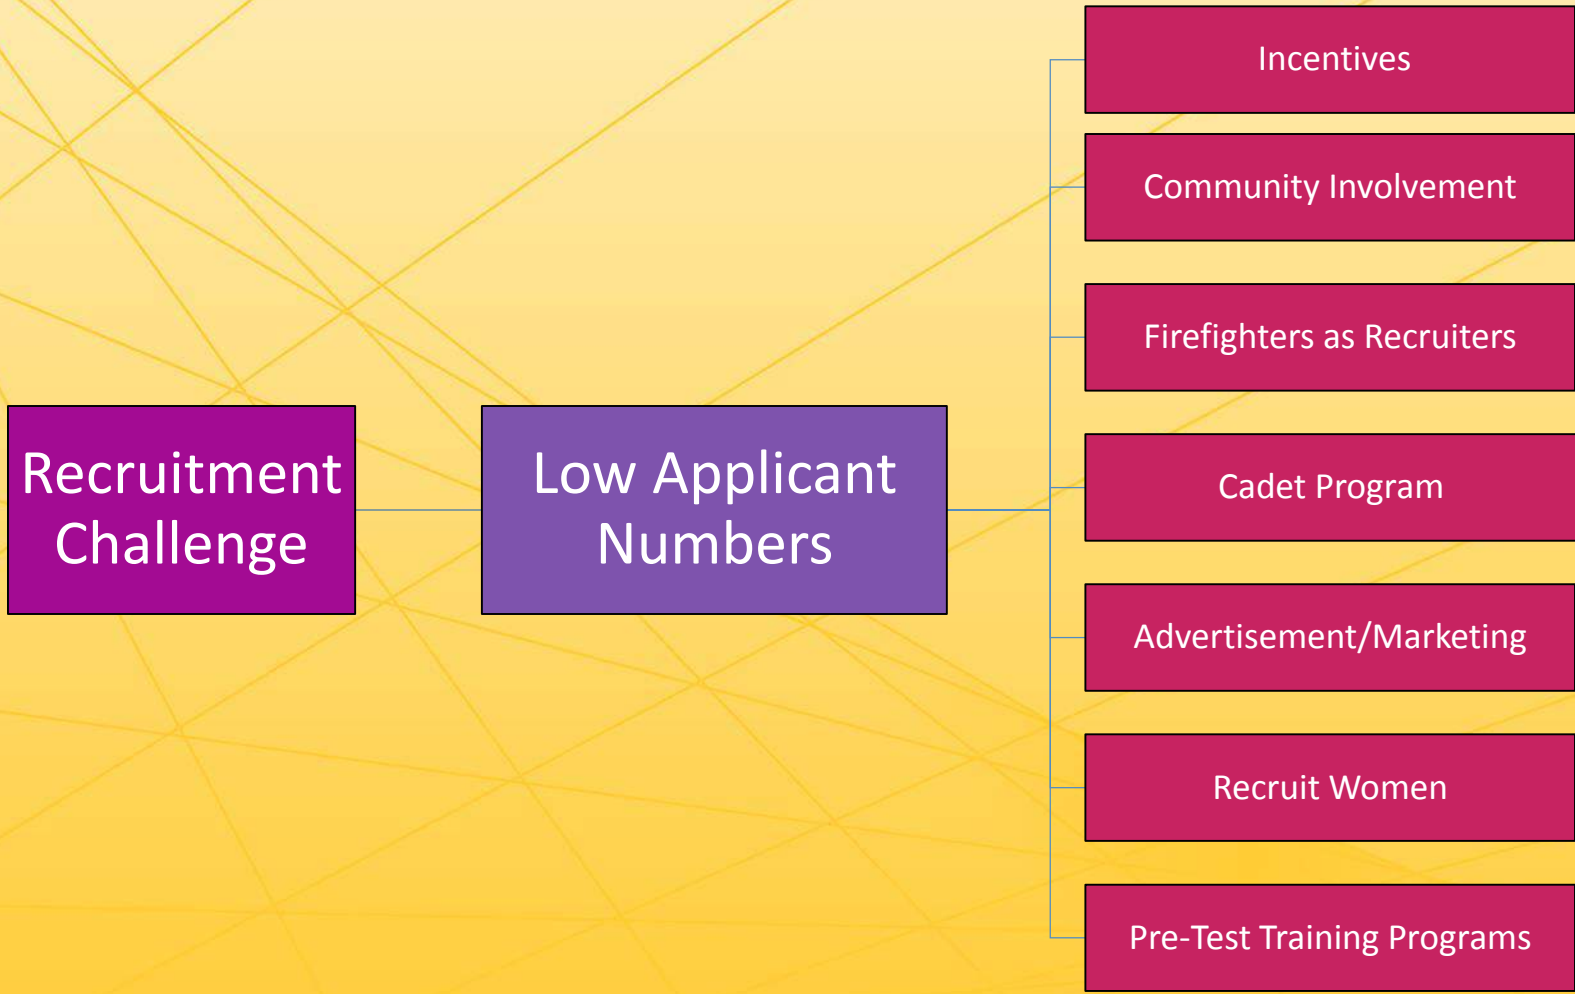 Recruitment
Challenge
Low Applicant
Numbers
Incentives
Community Involvement
Firefighters as Recruiters
Cadet Program
Advertisement/Marketing
Recruit Women
Pre-Test Training Programs